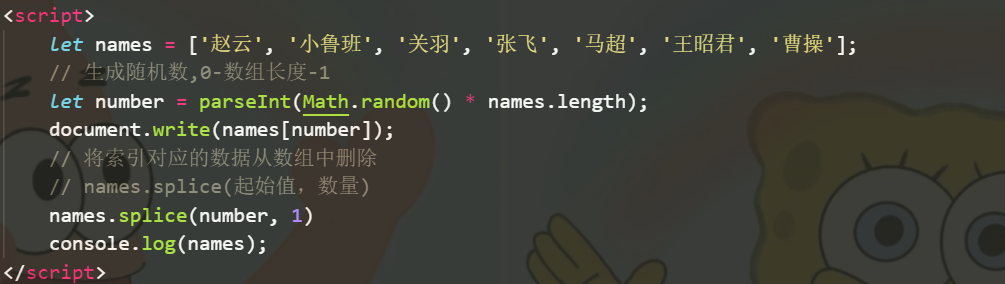 <script>
let names = ['赵云', '小鲁班', '关羽', '张飞', '马超', '王昭君', '曹操'];
// 生成随机数,0-数组长度-1
let number = parseInt(Math.random() * names.length);
document.write(names[number]);
// 将索引对应的数据从数组中删除
// names.splice(起始值，数量)
names.splice(number, 1)
console.log(names);
</script>